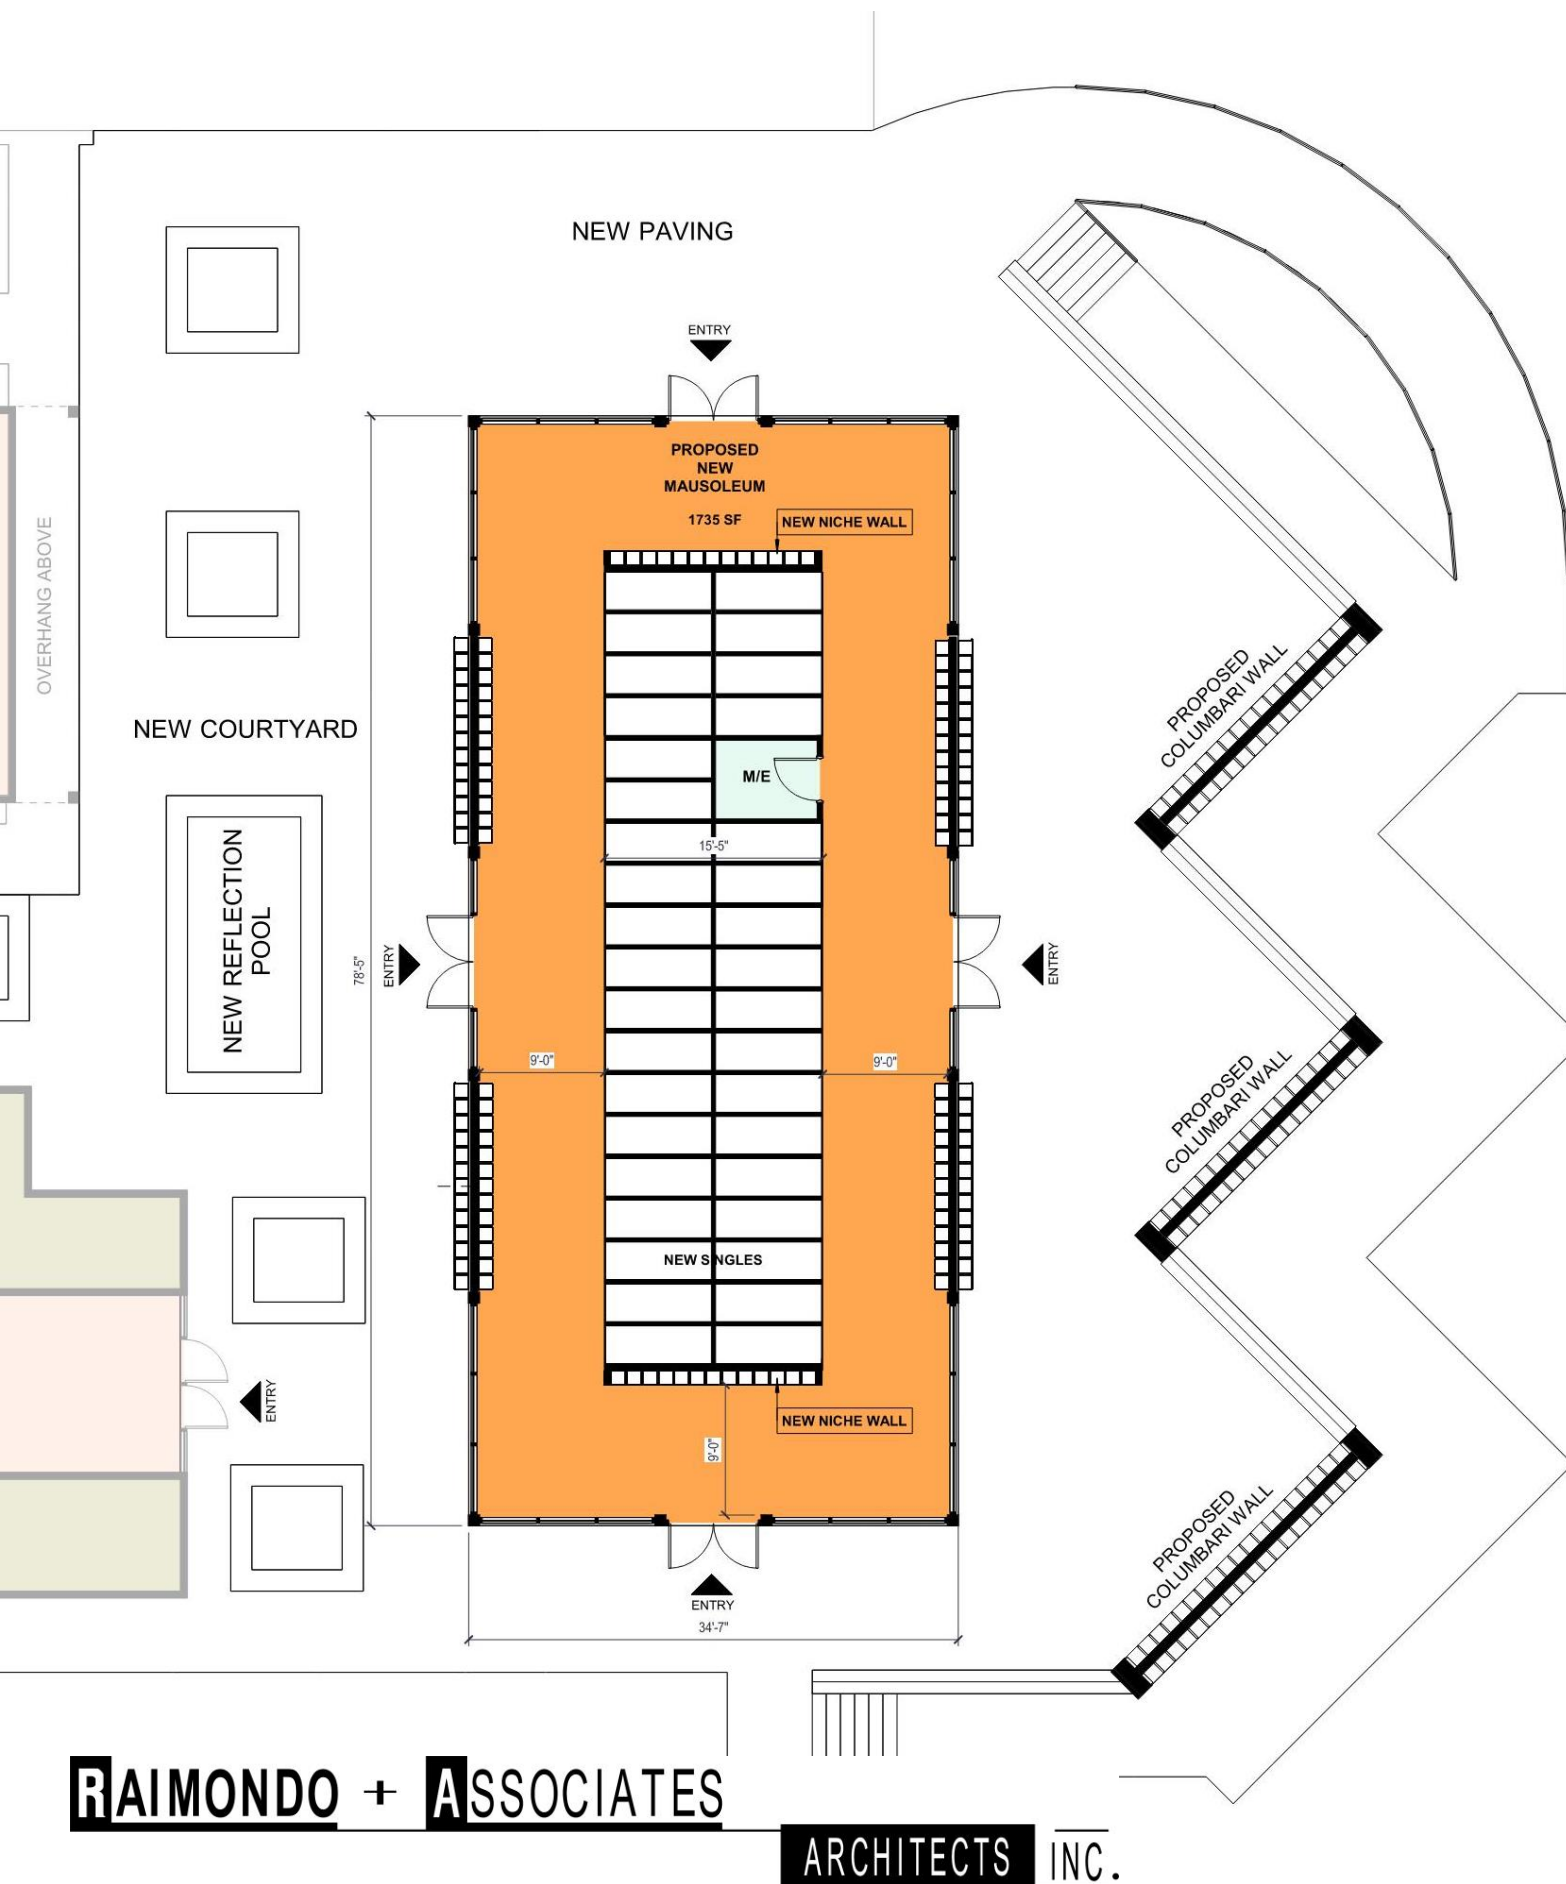 NEW PAVING
ENTRY
PROPOSED
NEW
MAUSOLEUM
1735 SF
NEW NICHE WALL
OVERHANG ABOVE
NEW COURTYARD
PROPOSED
COLUMBARI WALL
M/E
15'-5"
NEW REFLECTION
POOL
78'-5"
ENTRY
ENTRY
9'-0"
9'-0"
PROPOSED
COLUMBARI WALL
NEW SINGLES
ENTRY
NEW NICHE WALL
9'-0"
PROPOSED
COLUMBARI WALL
ENTRY
34'-7"
RAIMONDO + ASSOCIATES
ARCHITECTS INC.